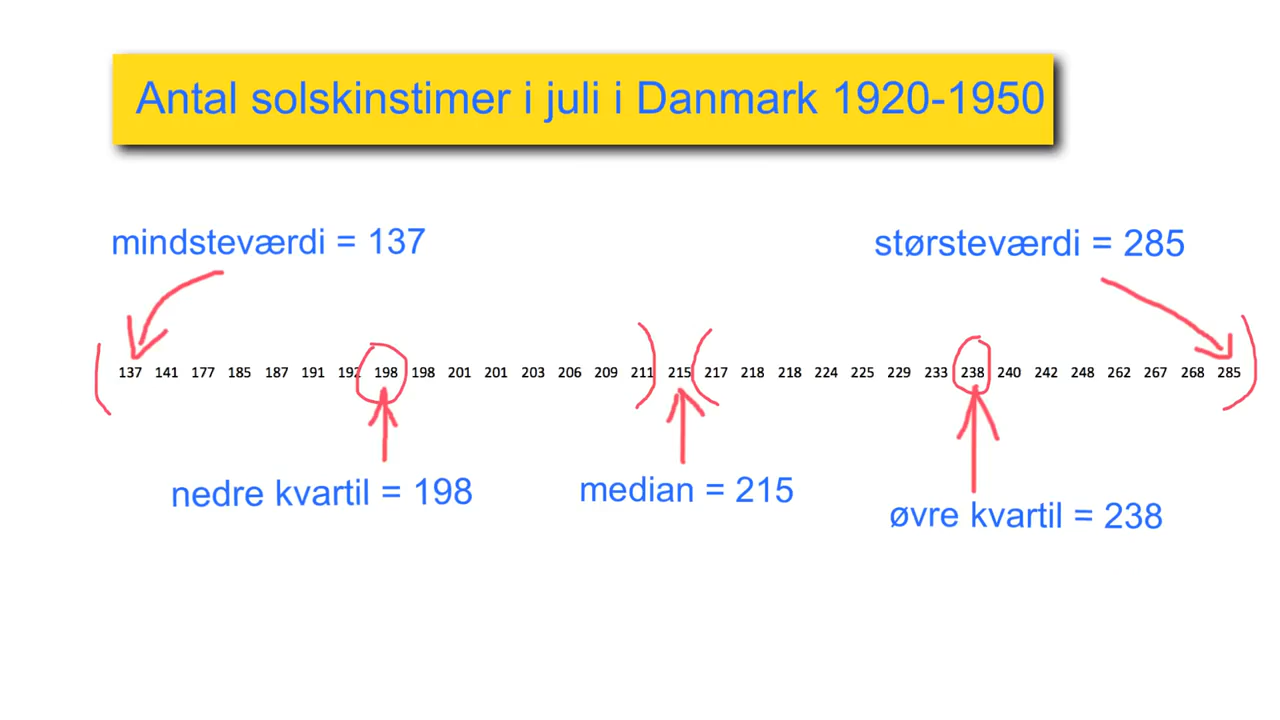 Antal solskinstimer i juli i Danmark 1920-1950
mindsteværdi = 137
størsteværdi = 285
137 141 177 185 187 191 192 198 198 201 201 203 206 209 211 215 217 218 218 224 225 229 233 238 240 242 248 262 267 268 285
nedre kvartil = 198
median = 215
øvre kvartil = 238